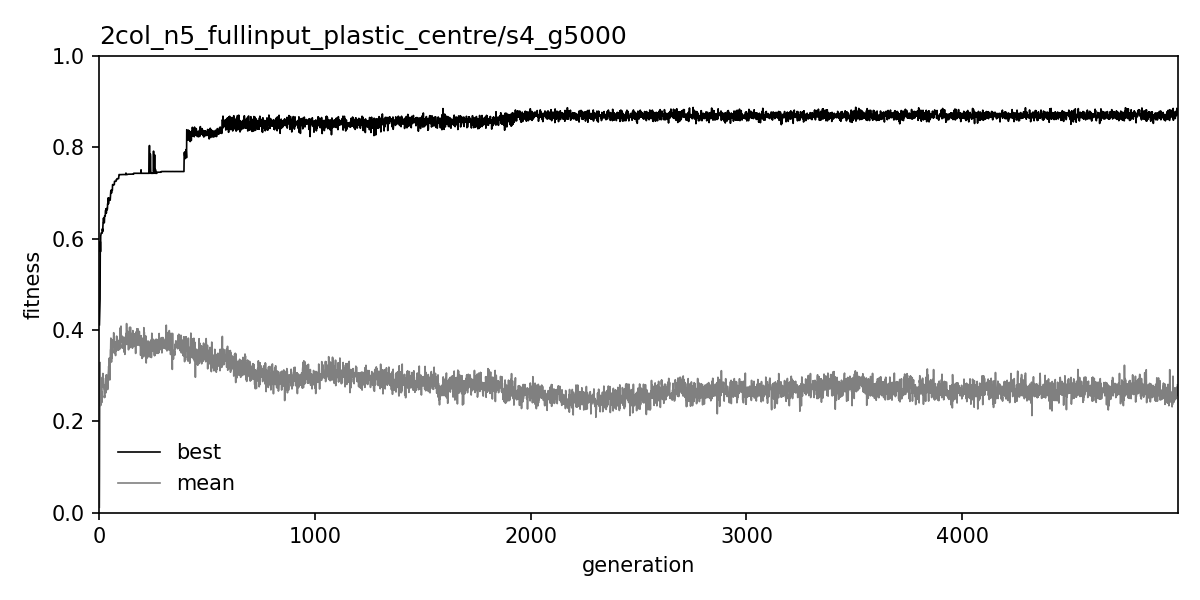 2col_n5_fullinput_plastic_centre/s4_g5000
1.0
0.8
0.6
0.4
0.2
0.0
fitness
best
mean
0 1000 2000 3000 4000
generation